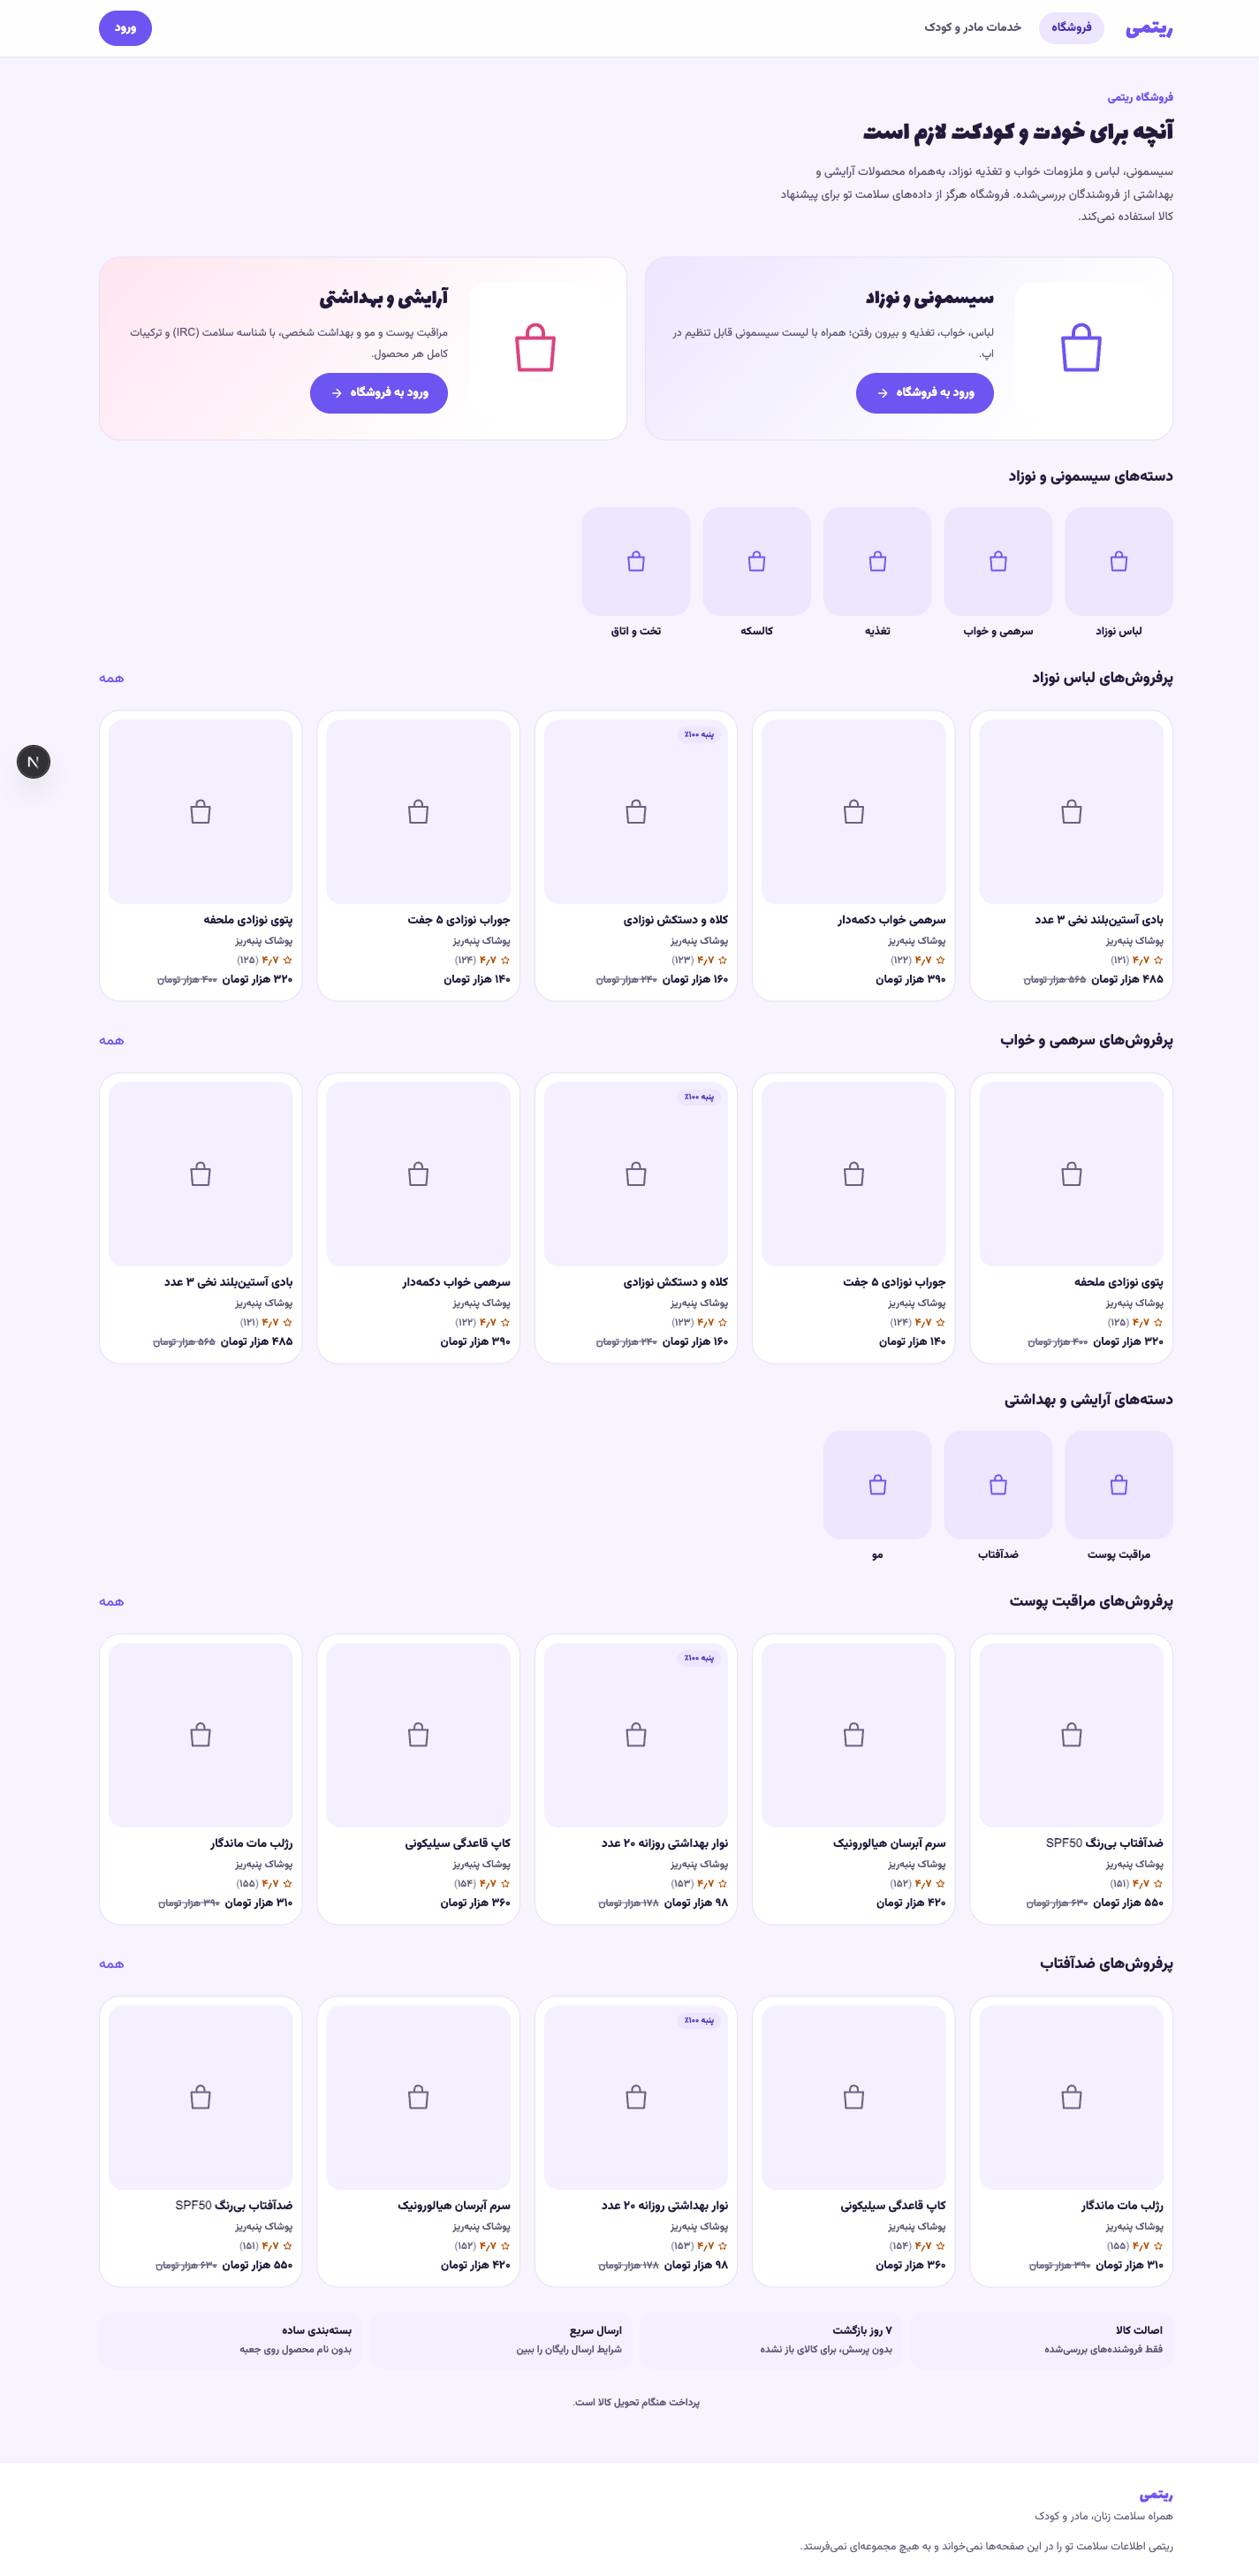 ریتمی
فروشگاه
خدمات مادر و کودک
ورود
فروشگاه ریتمی
آنچه برای خودت و کودکت لازم است
سیسمونی، لباس و ملزومات خواب و تغذیه نوزاد، به‌همراه محصولات آرایشی و
بهداشتی از فروشندگان بررسی‌شده. فروشگاه هرگز از داده‌های سلامت تو برای پیشنهاد
کالا استفاده نمی‌کند.
سیسمونی و نوزاد
لباس، خواب، تغذیه و بیرون رفتن؛ همراه با لیست سیسمونی قابل تنظیم در
اپ.
ورود به فروشگاه
آرایشی و بهداشتی
مراقبت پوست و مو و بهداشت شخصی، با شناسه سلامت (IRC) و ترکیبات
کامل هر محصول.
ورود به فروشگاه
دسته‌های سیسمونی و نوزاد
لباس نوزاد
سرهمی و خواب
تغذیه
کالسکه
تخت و اتاق
پرفروش‌های لباس نوزاد
همه
بادی آستین‌بلند نخی ۳ عدد
پوشاک پنبه‌ریز
۴٫۷ (۱۲۱)
۴۸۵ هزار تومان ۵۶۵ هزار تومان
سرهمی خواب دکمه‌دار
پوشاک پنبه‌ریز
۴٫۷ (۱۲۲)
۳۹۰ هزار تومان
پنبه ۱۰۰٪
کلاه و دستکش نوزادی
پوشاک پنبه‌ریز
۴٫۷ (۱۲۳)
۱۶۰ هزار تومان ۲۴۰ هزار تومان
جوراب نوزادی ۵ جفت
پوشاک پنبه‌ریز
۴٫۷ (۱۲۴)
۱۴۰ هزار تومان
پتوی نوزادی ملحفه
پوشاک پنبه‌ریز
۴٫۷ (۱۲۵)
۳۲۰ هزار تومان ۴۰۰ هزار تومان
پرفروش‌های سرهمی و خواب
همه
پتوی نوزادی ملحفه
پوشاک پنبه‌ریز
۴٫۷ (۱۲۵)
۳۲۰ هزار تومان ۴۰۰ هزار تومان
جوراب نوزادی ۵ جفت
پوشاک پنبه‌ریز
۴٫۷ (۱۲۴)
۱۴۰ هزار تومان
پنبه ۱۰۰٪
کلاه و دستکش نوزادی
پوشاک پنبه‌ریز
۴٫۷ (۱۲۳)
۱۶۰ هزار تومان ۲۴۰ هزار تومان
سرهمی خواب دکمه‌دار
پوشاک پنبه‌ریز
۴٫۷ (۱۲۲)
۳۹۰ هزار تومان
بادی آستین‌بلند نخی ۳ عدد
پوشاک پنبه‌ریز
۴٫۷ (۱۲۱)
۴۸۵ هزار تومان ۵۶۵ هزار تومان
دسته‌های آرایشی و بهداشتی
مراقبت پوست
ضدآفتاب
مو
پرفروش‌های مراقبت پوست
همه
ضدآفتاب بی‌رنگ SPF50
پوشاک پنبه‌ریز
۴٫۷ (۱۵۱)
۵۵۰ هزار تومان ۶۳۰ هزار تومان
سرم آبرسان هیالورونیک
پوشاک پنبه‌ریز
۴٫۷ (۱۵۲)
۴۲۰ هزار تومان
پنبه ۱۰۰٪
نوار بهداشتی روزانه ۲۰ عدد
پوشاک پنبه‌ریز
۴٫۷ (۱۵۳)
۹۸ هزار تومان ۱۷۸ هزار تومان
کاپ قاعدگی سیلیکونی
پوشاک پنبه‌ریز
۴٫۷ (۱۵۴)
۳۶۰ هزار تومان
رژلب مات ماندگار
پوشاک پنبه‌ریز
۴٫۷ (۱۵۵)
۳۱۰ هزار تومان ۳۹۰ هزار تومان
پرفروش‌های ضدآفتاب
همه
رژلب مات ماندگار
پوشاک پنبه‌ریز
۴٫۷ (۱۵۵)
۳۱۰ هزار تومان ۳۹۰ هزار تومان
کاپ قاعدگی سیلیکونی
پوشاک پنبه‌ریز
۴٫۷ (۱۵۴)
۳۶۰ هزار تومان
پنبه ۱۰۰٪
نوار بهداشتی روزانه ۲۰ عدد
پوشاک پنبه‌ریز
۴٫۷ (۱۵۳)
۹۸ هزار تومان ۱۷۸ هزار تومان
سرم آبرسان هیالورونیک
پوشاک پنبه‌ریز
۴٫۷ (۱۵۲)
۴۲۰ هزار تومان
ضدآفتاب بی‌رنگ SPF50
پوشاک پنبه‌ریز
۴٫۷ (۱۵۱)
۵۵۰ هزار تومان ۶۳۰ هزار تومان
اصالت کالا
فقط فروشنده‌های بررسی‌شده
۷ روز بازگشت
بدون پرسش، برای کالای باز نشده
ارسال سریع
شرایط ارسال رایگان را ببین
بسته‌بندی ساده
بدون نام محصول روی جعبه
پرداخت هنگام تحویل کالا است.
ریتمی
همراه سلامت زنان، مادر و کودک
ریتمی اطلاعات سلامت تو را در این صفحه‌ها نمی‌خواند و به هیچ مجموعه‌ای نمی‌فرستد.
N